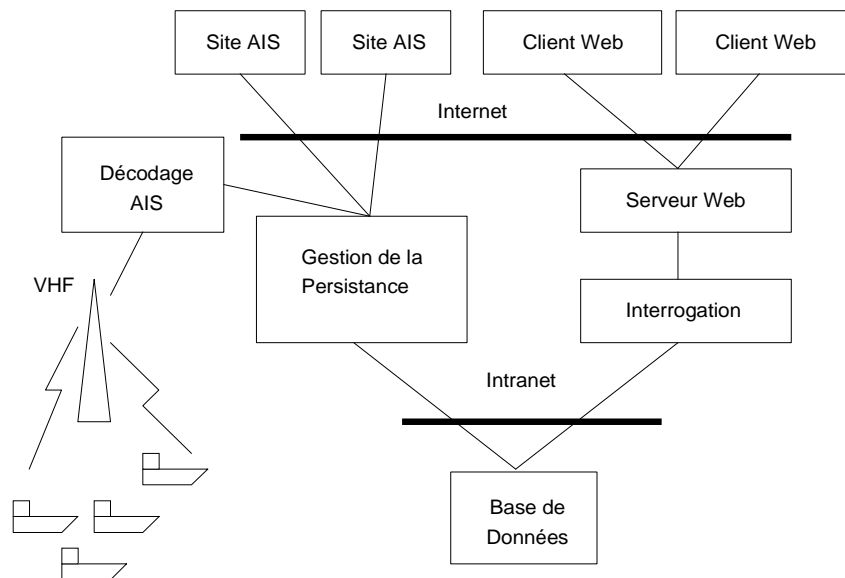 Site AIS
Site AIS
Client Web
Client Web
Internet
Décodage
AIS
Serveur Web
Gestion de la
Persistance
VHF
Interrogation
Intranet
Base de
Données